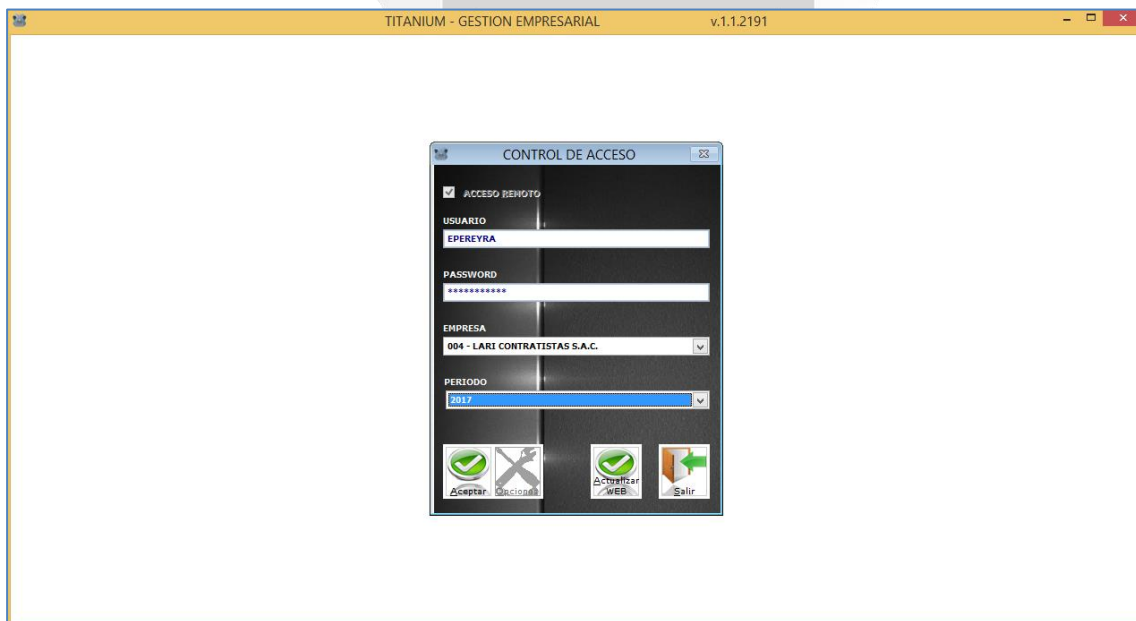 TITANIUM - GESTION EMPRESARIAL v.1.1.2191
CONTROL DE ACCESO
ACCESO REMOTO
USUARIO
EPEREYRA
PASSWORD
***********
EMPRESA
004 - LARI CONTRATISTAS S.A.C.
PERIODO
2017
Aceptar Opciones Actualizar WEB Salir